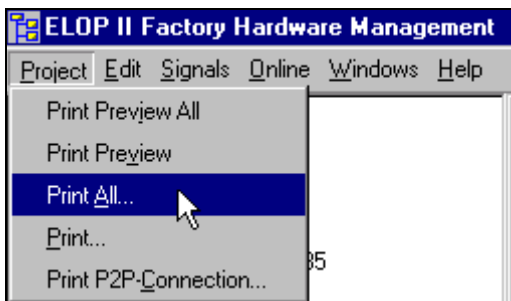 ELOP II Factory Hardware Management
Project Edit Signals Online Windows Help
Print Preview All
Print Preview
Print All...
Print...
35
Print P2P-Connection...